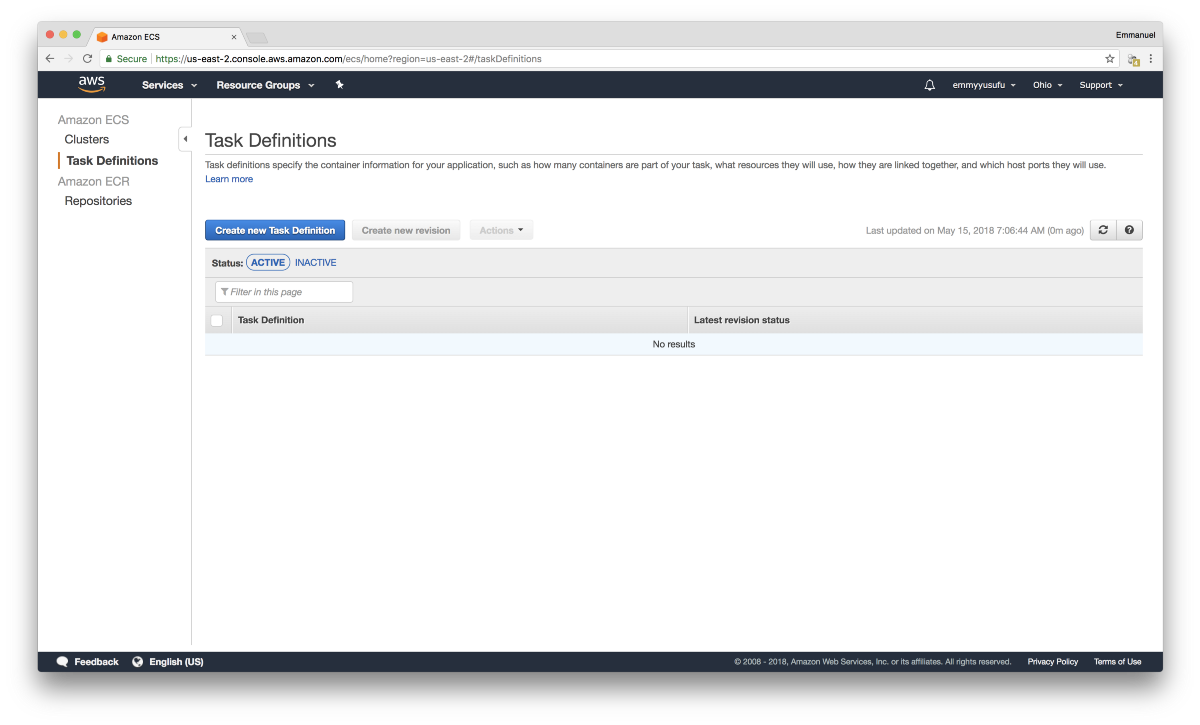 Amazon ECS
Emmanuel
Secure https://us-east-2.console.aws.amazon.com/ecs/home?region=us-east-2#/taskDefinitions
aws Services Resource Groups emmyyusufu Ohio Support
Amazon ECS
Clusters
Task Definitions
Amazon ECR
Repositories
Task Definitions
Task definitions specify the container information for your application, such as how many containers are part of your task, what resources they will use, how they are linked together, and which host ports they will use.
Learn more
Create new Task Definition Create new revision Actions Last updated on May 15, 2018 7:06:44 AM (0m ago)
Status: ACTIVE INACTIVE
Filter in this page
Task Definition Latest revision status
No results
Feedback English (US) © 2008 - 2018, Amazon Web Services, Inc. or its affiliates. All rights reserved. Privacy Policy Terms of Use